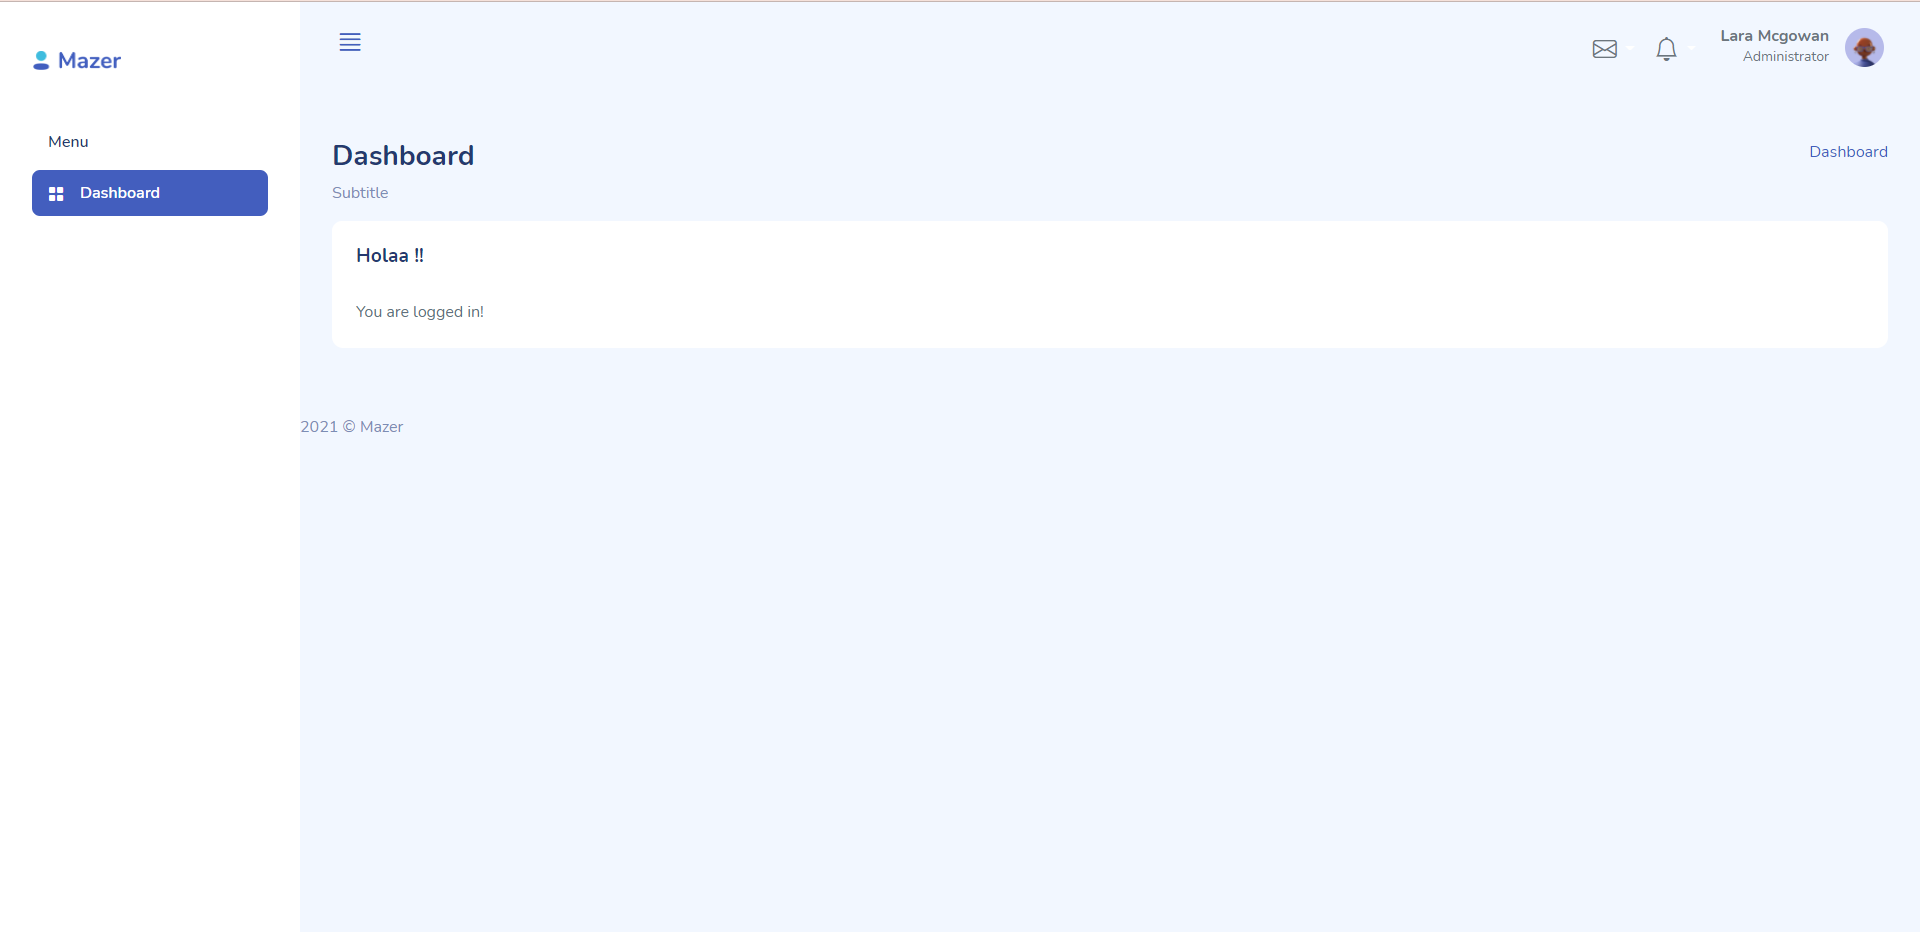 Mazer
Menu
Dashboard
Lara Mcgowan
Administrator
Dashboard
Dashboard
Subtitle
Holaa !!
You are logged in!
2021 © Mazer